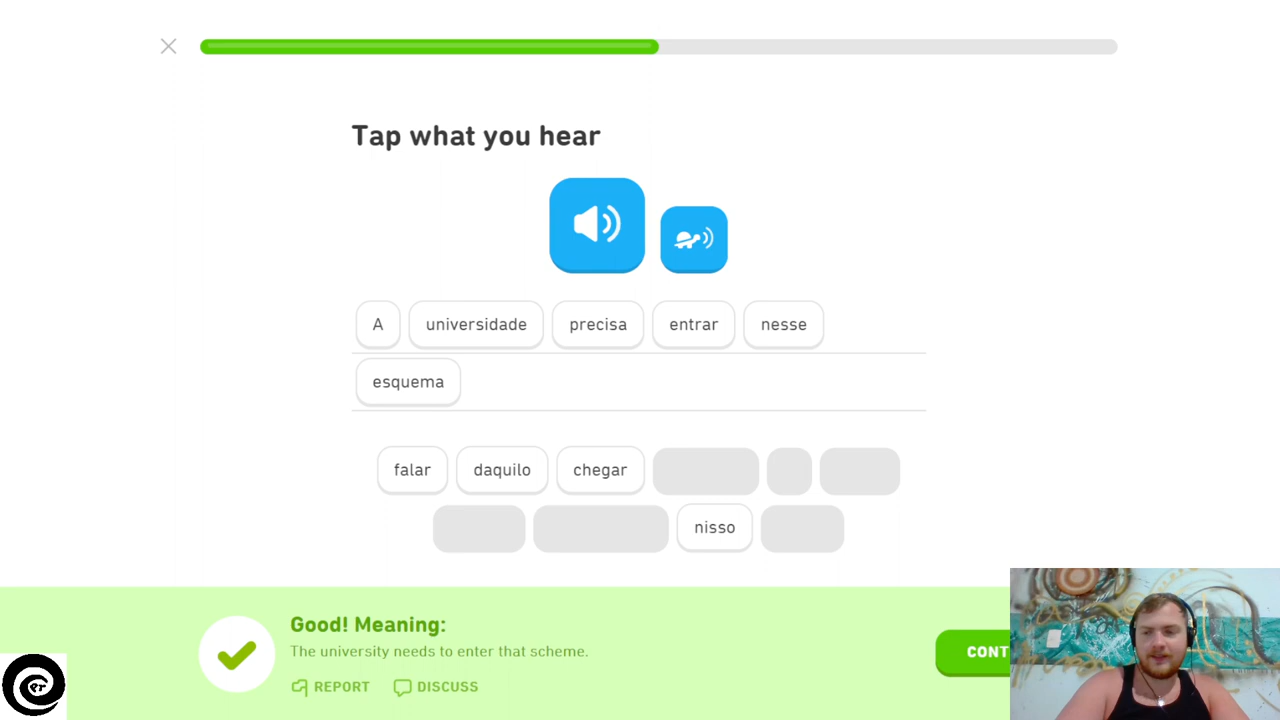 Tap what you hear
A universidade precisa entrar nesse
esquema
falar daquilo chegar
nisso
Good! Meaning:
The university needs to enter that scheme.
REPORT DISCUSS
CONT